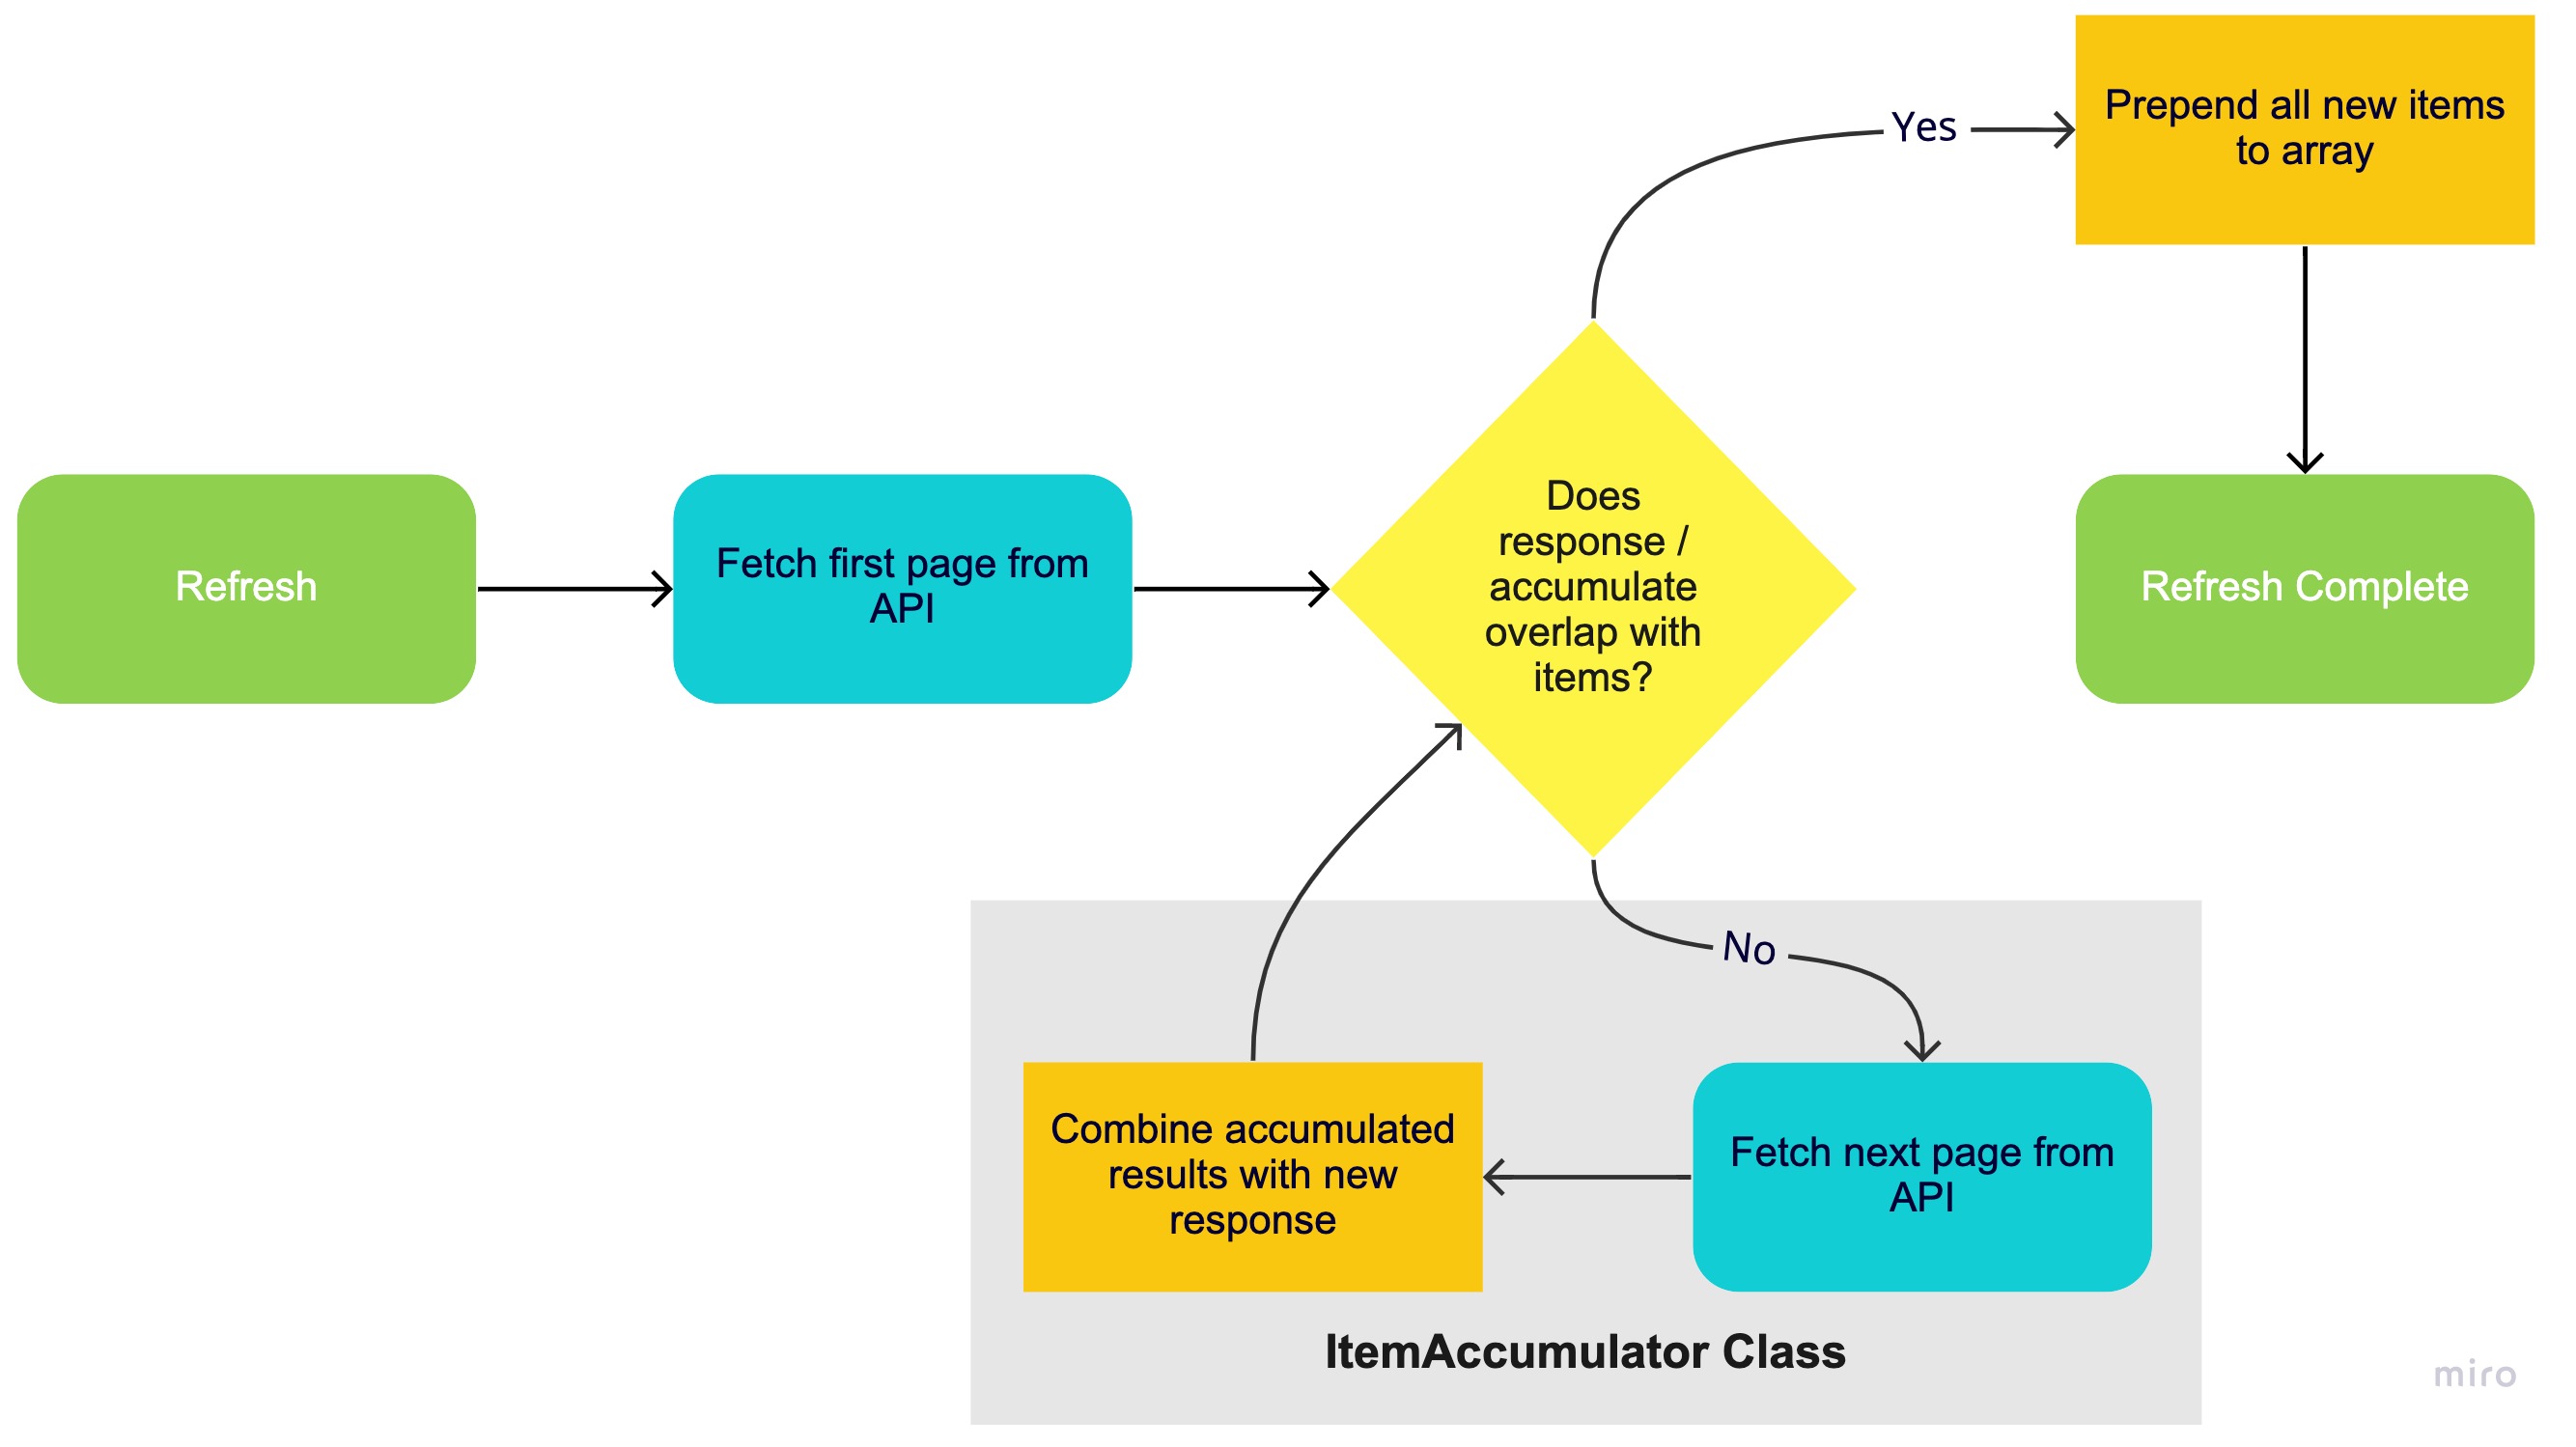 Refresh
Fetch first page from
API
Does
response /
accumulate
overlap with
items?
Yes
Prepend all new items
to array
Refresh Complete
No
Fetch next page from
API
Combine accumulated
results with new
response
ItemAccumulator Class
miro